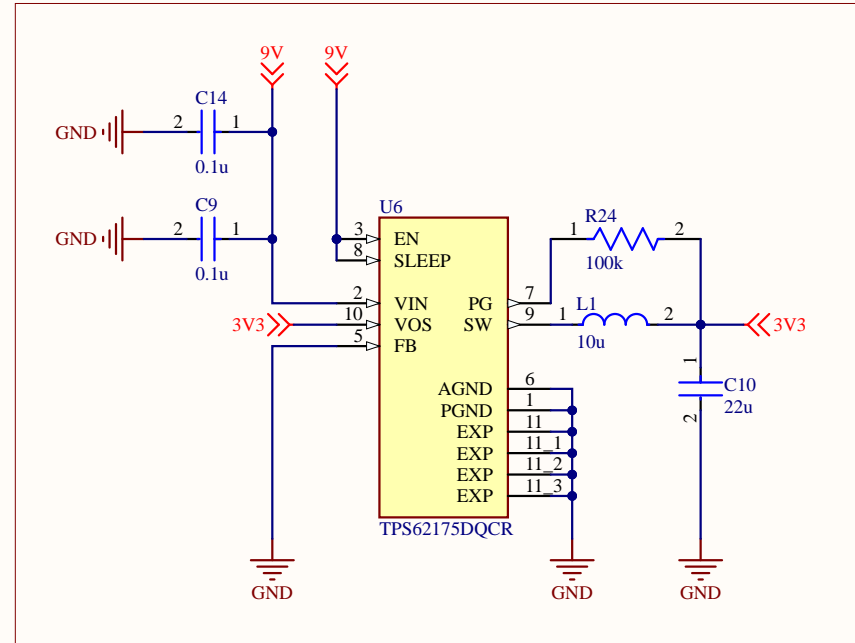 9V 9V
C14
GND 2 1
0.1u
C9
GND 2 1
0.1u
U6
3 EN
8 SLEEP
2 VIN
3V3 10 VOS
5 FB
PG 7
SW 9
AGND 6
PGND 1
EXP 11
EXP 11_1
EXP 11_2
EXP 11_3
TPS62175DQCR
R24
1 2
100k
L1
1 2 3V3
10u
1
C10
22u
2
GND GND GND